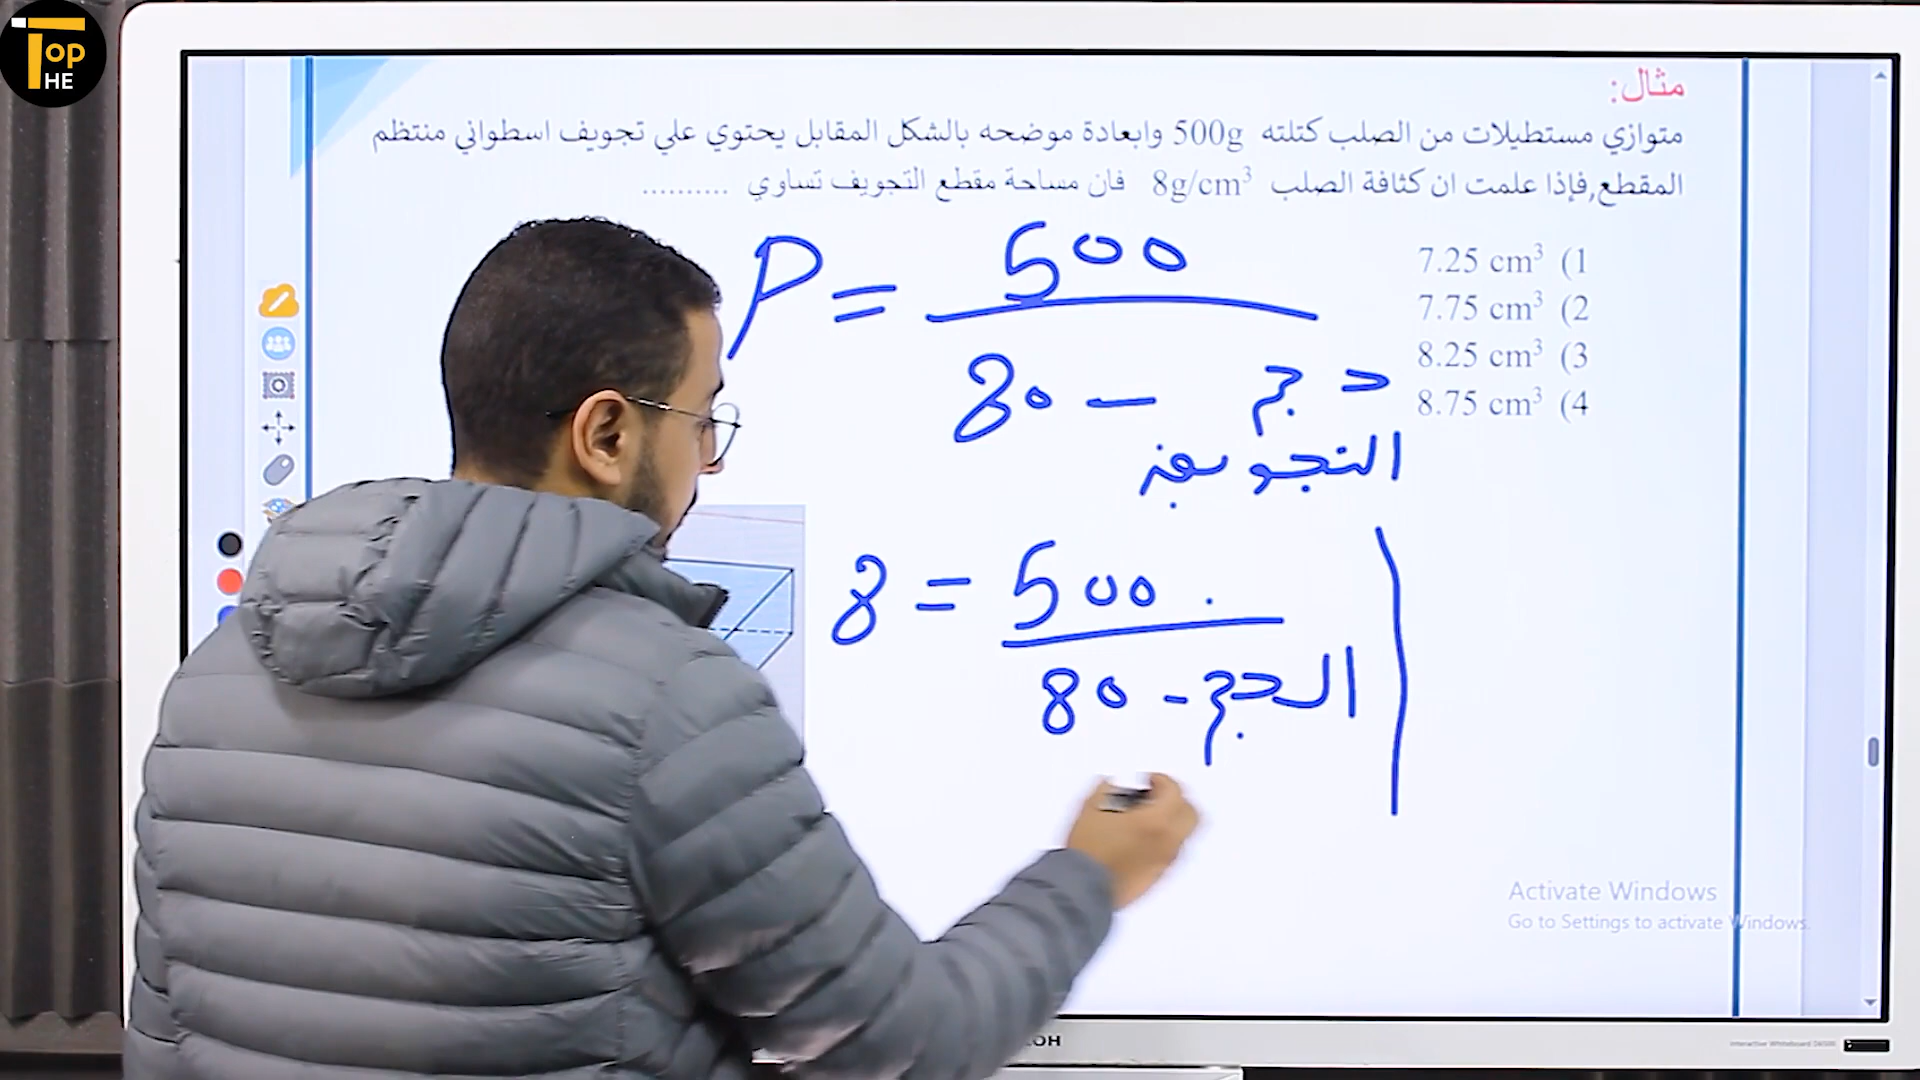 Top
THE
مثال:
متوازي مستطيلات من الصلب كتلته 500g وابعادة موضحه بالشكل المقابل يحتوي علي تجويف اسطواني منتظم
المقطع,فإذا علمت ان كثافة الصلب 8g/cm³ فان مساحة مقطع التجويف تساوي ..........
1) 7.25 cm³
2) 7.75 cm³
3) 8.25 cm³
4) 8.75 cm³
ρ = 500
80 - حجم
التجويف
8 = 500
80 - الحجم
Activate Windows
Go to Settings to activate Windows.